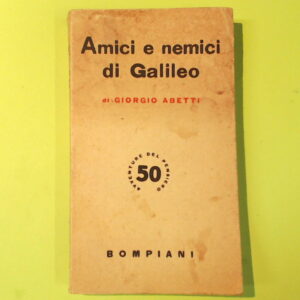 Amici e nemici
di Galileo
di GIORGIO ABETTI
AVVENTURE DEL PENSIERO
50
BOMPIANI